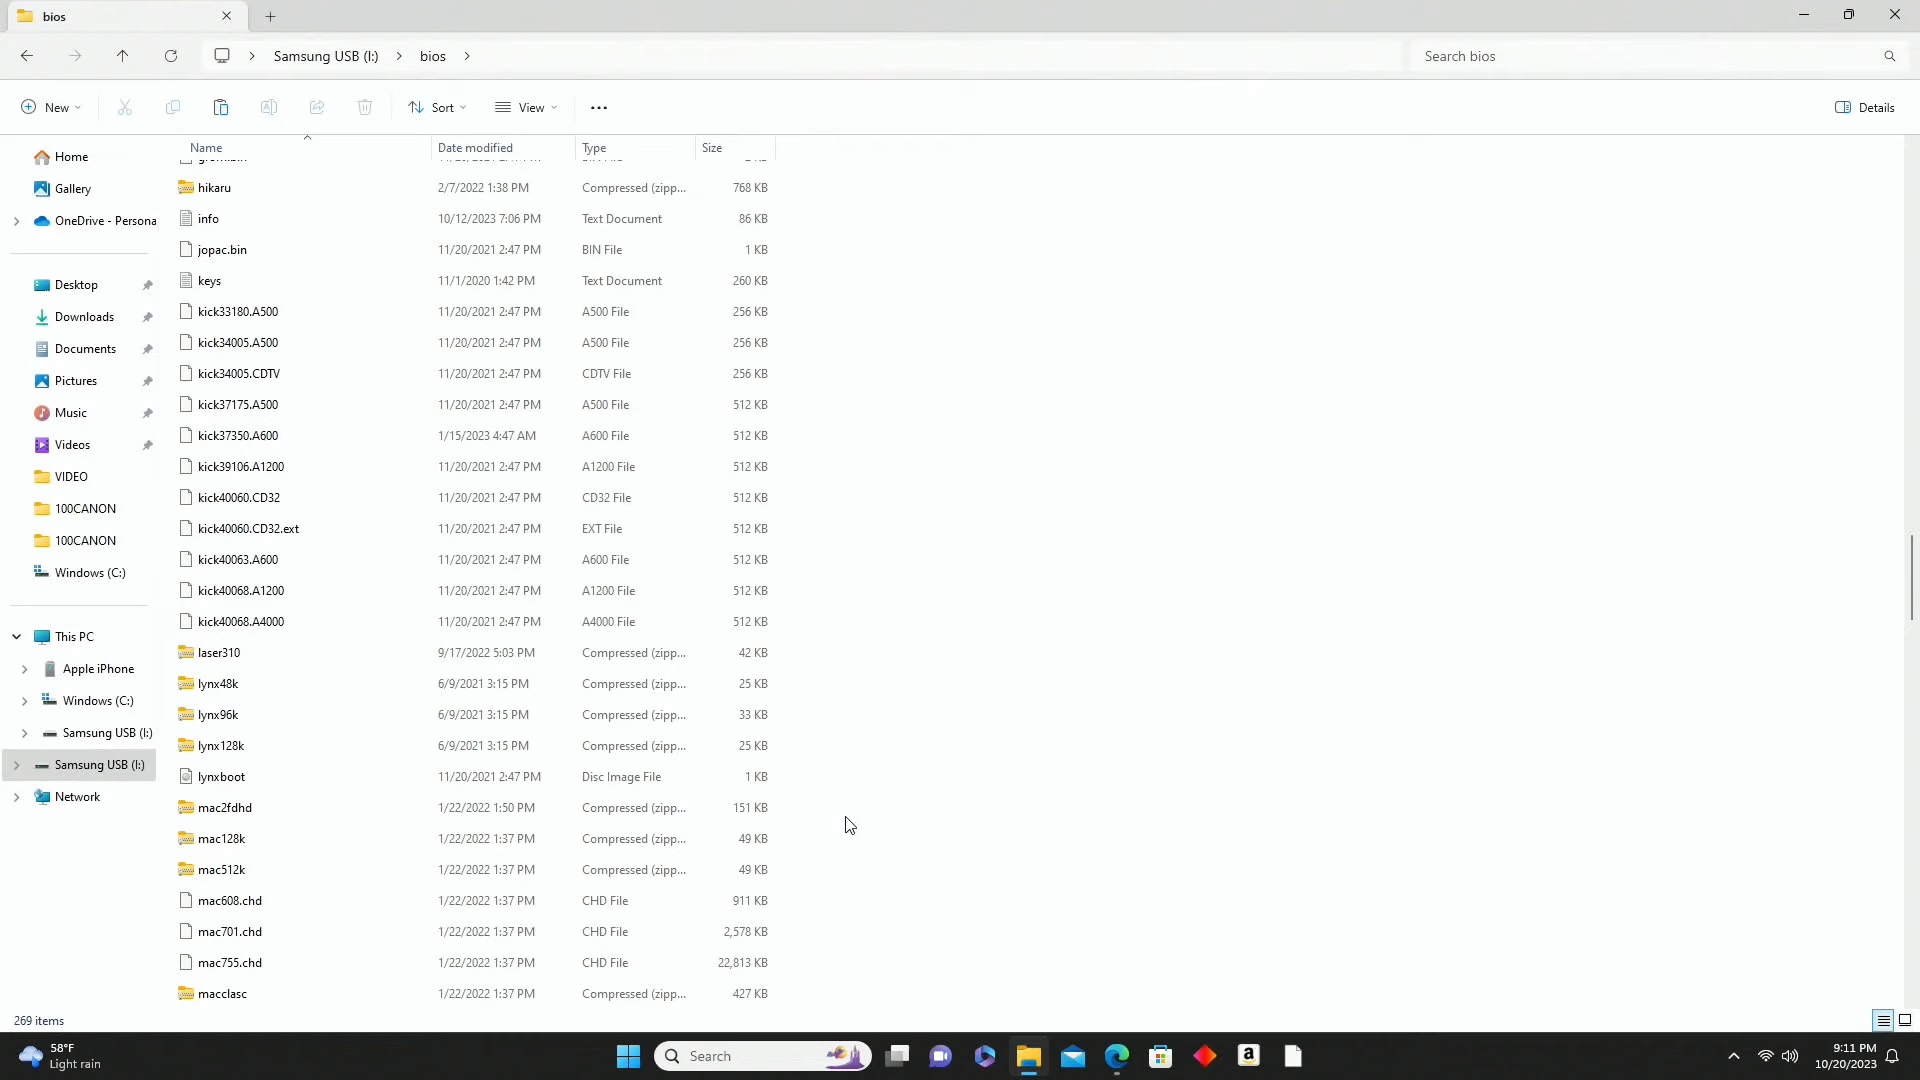 bios
Samsung USB (I:) bios
Search bios
New
Sort
View
Details
Name Date modified Type Size
hikaru 2/7/2022 1:38 PM Compressed (zipp... 768 KB
info 10/12/2023 7:06 PM Text Document 86 KB
jopac.bin 11/20/2021 2:47 PM BIN File 1 KB
keys 11/1/2020 1:42 PM Text Document 260 KB
kick33180.A500 11/20/2021 2:47 PM A500 File 256 KB
kick34005.A500 11/20/2021 2:47 PM A500 File 256 KB
kick34005.CDTV 11/20/2021 2:47 PM CDTV File 256 KB
kick37175.A500 11/20/2021 2:47 PM A500 File 512 KB
kick37350.A600 1/15/2023 4:47 AM A600 File 512 KB
kick39106.A1200 11/20/2021 2:47 PM A1200 File 512 KB
kick40060.CD32 11/20/2021 2:47 PM CD32 File 512 KB
kick40060.CD32.ext 11/20/2021 2:47 PM EXT File 512 KB
kick40063.A600 11/20/2021 2:47 PM A600 File 512 KB
kick40068.A1200 11/20/2021 2:47 PM A1200 File 512 KB
kick40068.A4000 11/20/2021 2:47 PM A4000 File 512 KB
laser310 9/17/2022 5:03 PM Compressed (zipp... 42 KB
lynx48k 6/9/2021 3:15 PM Compressed (zipp... 25 KB
lynx96k 6/9/2021 3:15 PM Compressed (zipp... 33 KB
lynx128k 6/9/2021 3:15 PM Compressed (zipp... 25 KB
lynxboot 11/20/2021 2:47 PM Disc Image File 1 KB
mac2fdhd 1/22/2022 1:50 PM Compressed (zipp... 151 KB
mac128k 1/22/2022 1:37 PM Compressed (zipp... 49 KB
mac512k 1/22/2022 1:37 PM Compressed (zipp... 49 KB
mac608.chd 1/22/2022 1:37 PM CHD File 911 KB
mac701.chd 1/22/2022 1:37 PM CHD File 2,578 KB
mac755.chd 1/22/2022 1:37 PM CHD File 22,813 KB
macclasc 1/22/2022 1:37 PM Compressed (zipp... 427 KB
Home
Gallery
OneDrive - Persona
Desktop
Downloads
Documents
Pictures
Music
Videos
VIDEO
100CANON
100CANON
Windows (C:)
This PC
Apple iPhone
Windows (C:)
Samsung USB (I:)
Samsung USB (I:)
Network
269 items
58°F
Light rain
Search
a
9:11 PM
10/20/2023